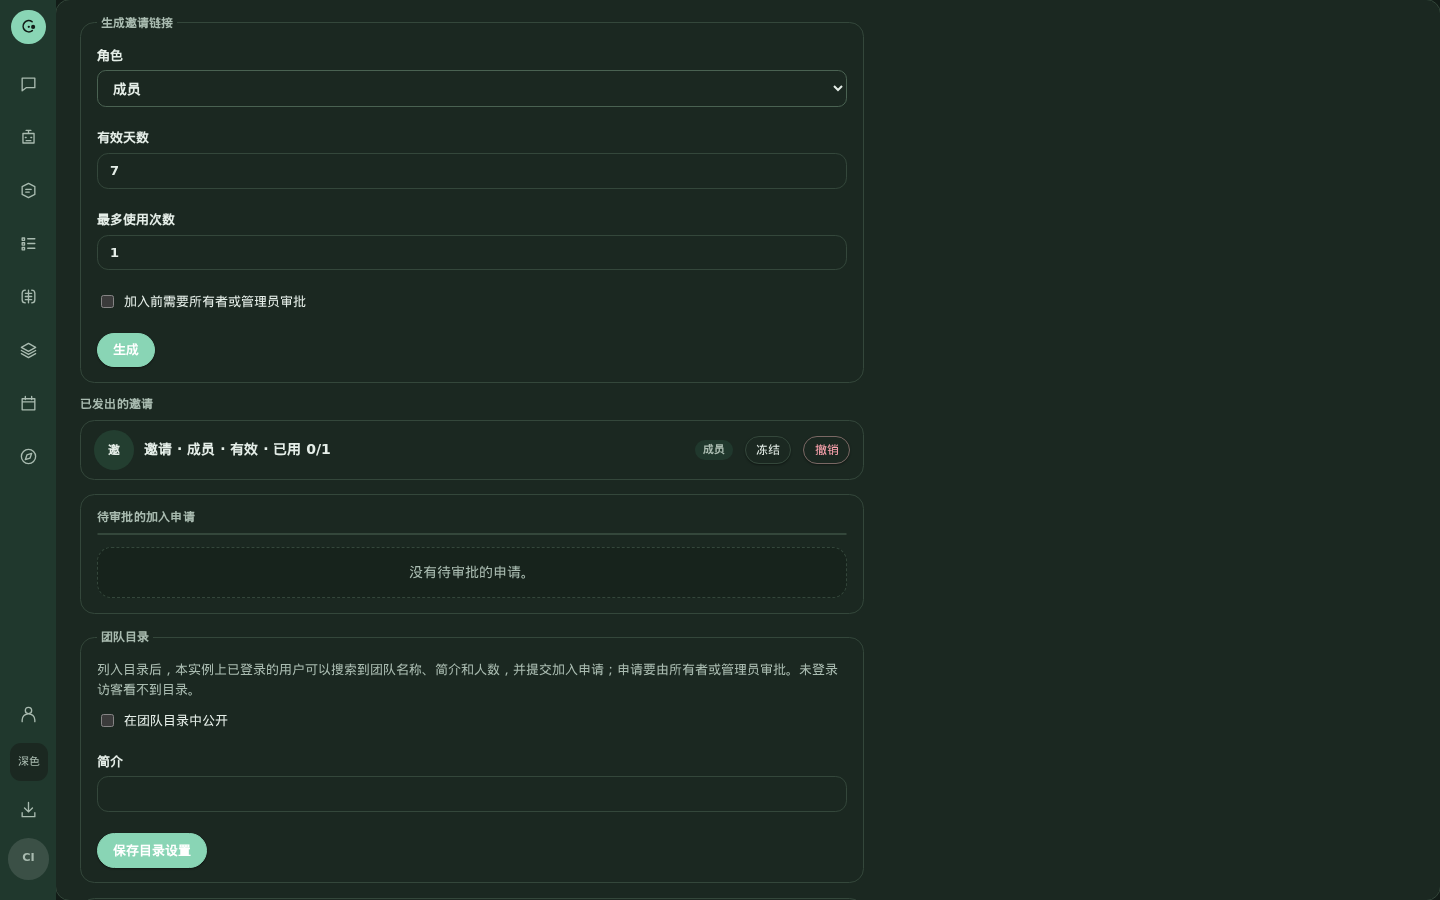 生成邀请链接
角色
成员
有效天数
7
最多使用次数
1
加入前需要所有者或管理员审批
生成
已发出的邀请
邀
邀请 · 成员 · 有效 · 已用 0/1
成员
冻结
撤销
待审批的加入申请
没有待审批的申请。
团队目录
列入目录后，本实例上已登录的用户可以搜索到团队名称、简介和人数，并提交加入申请；申请要由所有者或管理员审批。未登录
访客看不到目录。
在团队目录中公开
简介
保存目录设置
深色
CI